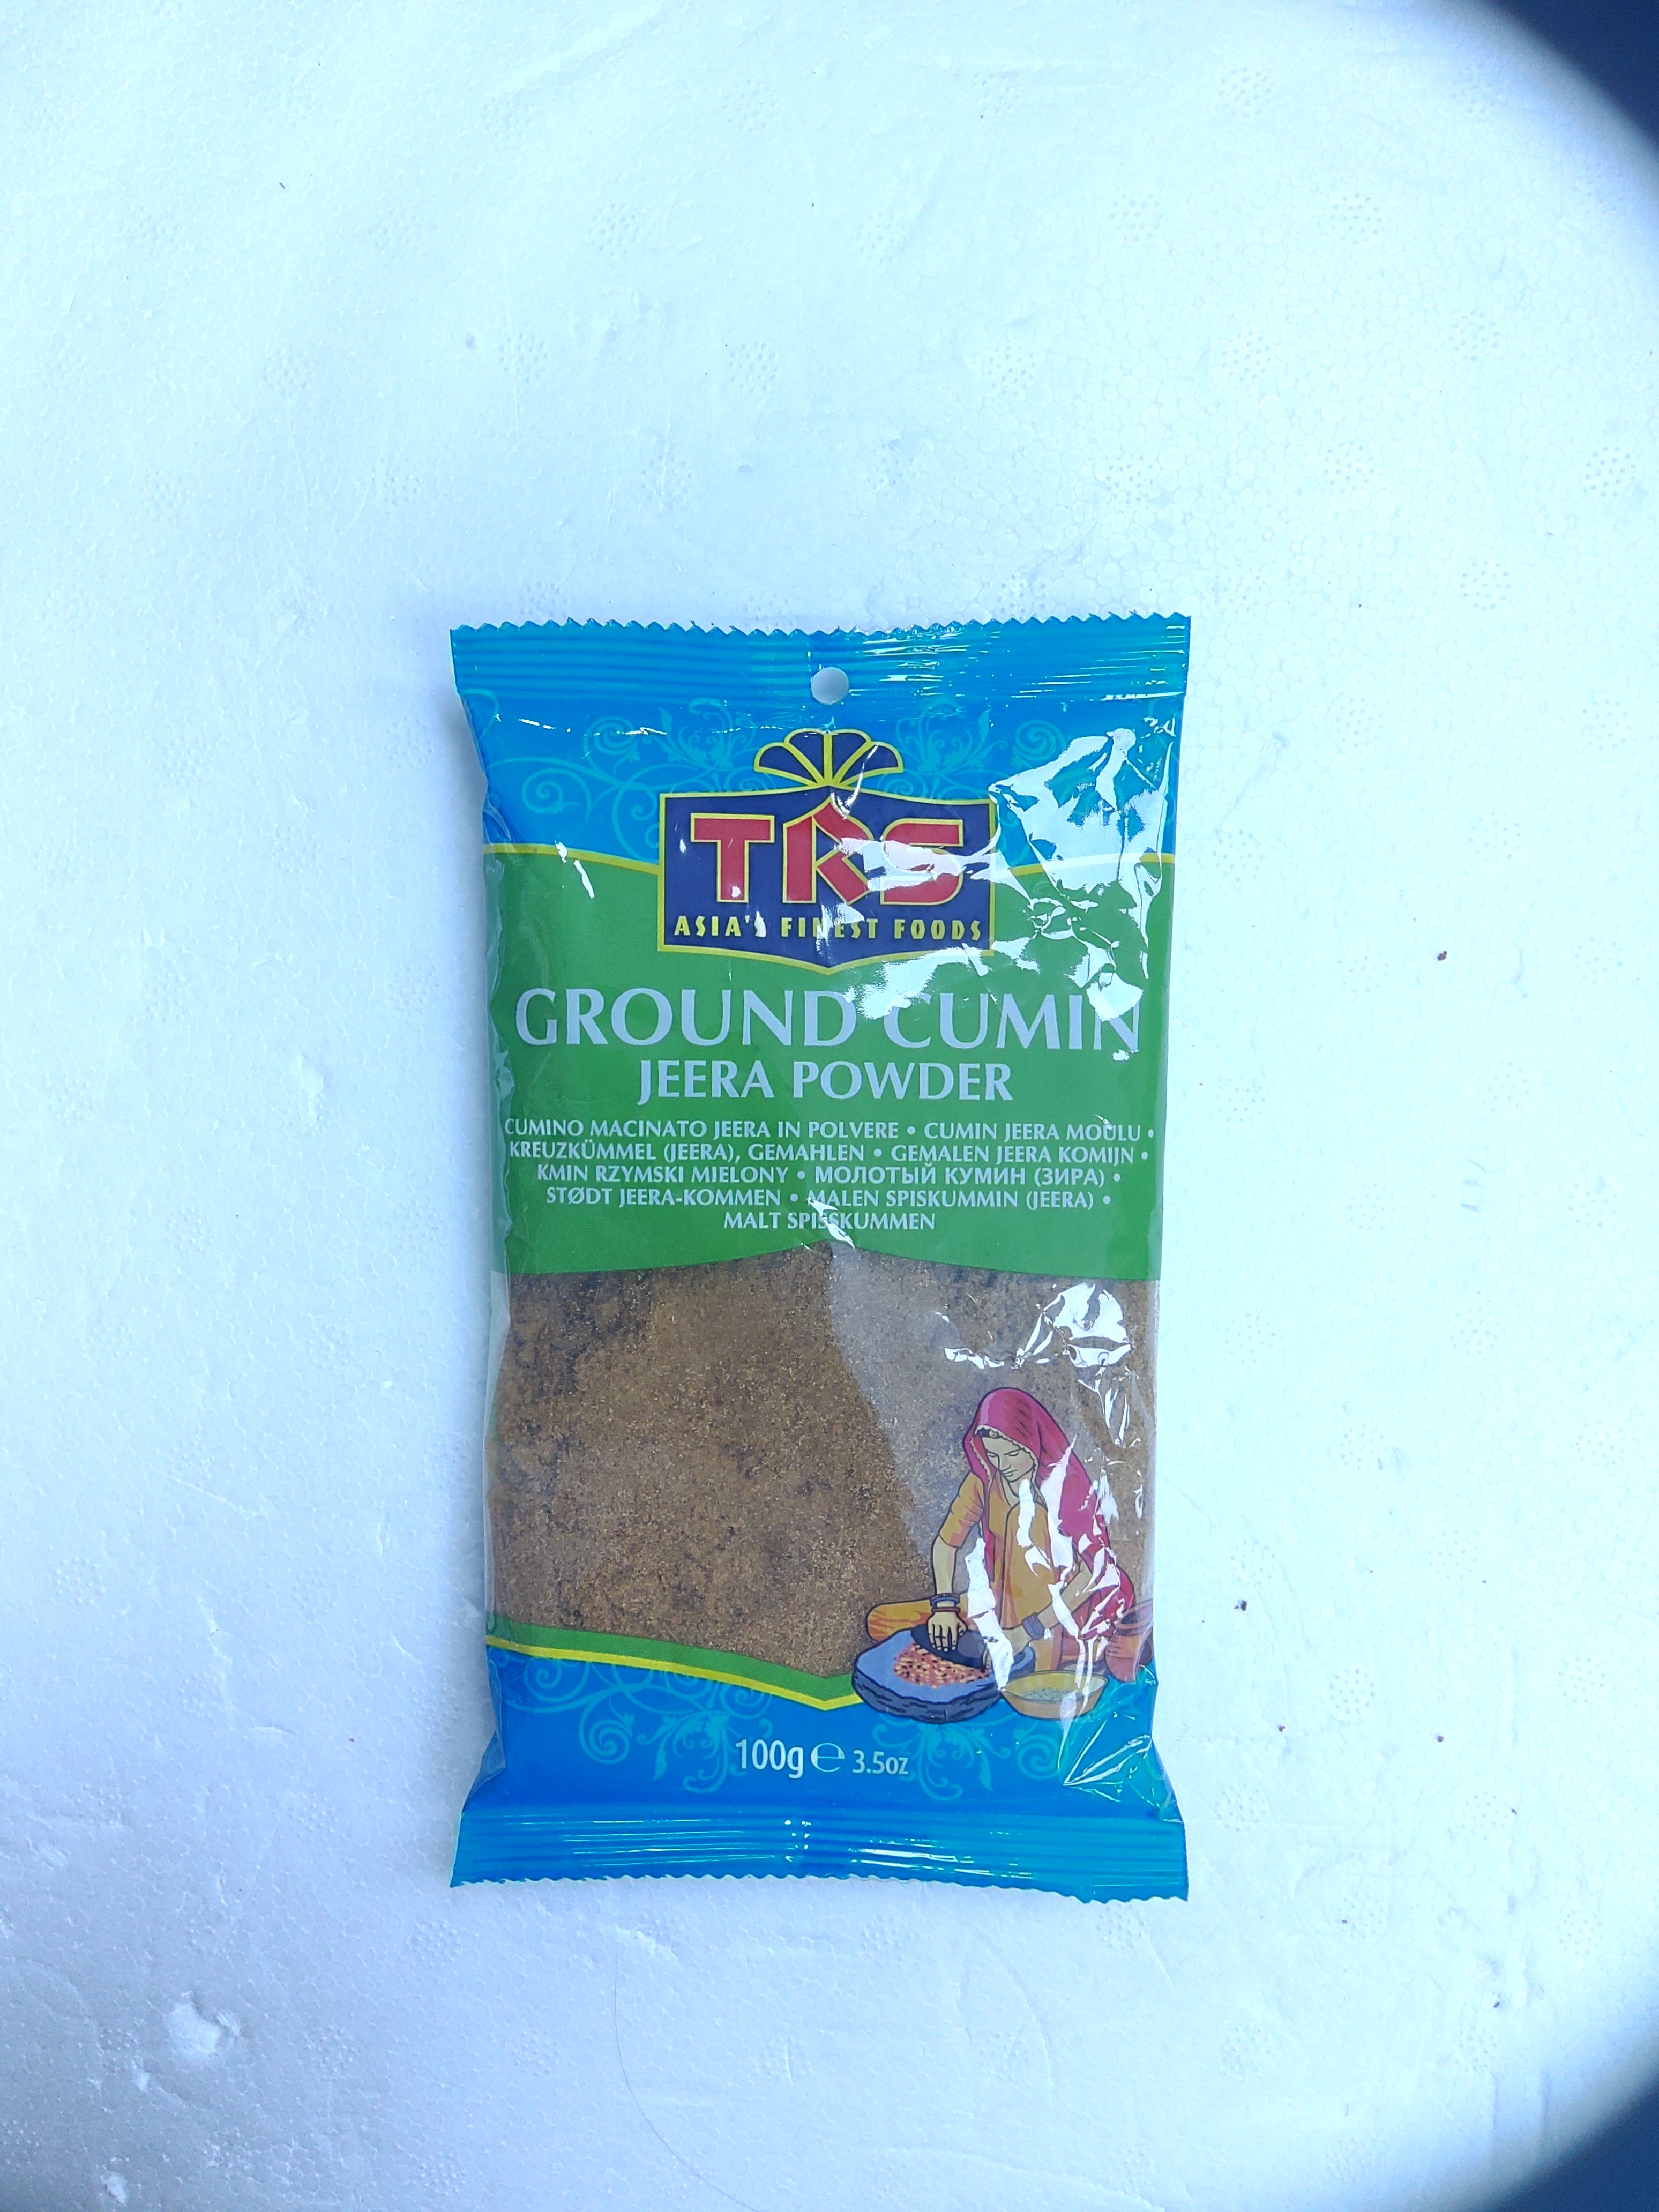 TRS
ASIA'S FINEST FOODS
GROUND CUMIN
JEERA POWDER
CUMINO MACINATO JEERA IN POLVERE • CUMIN JEERA MOULU •
KREUZKÜMMEL (JEERA), GEMAHLEN • GEMALEN JEERA KOMIJN •
KMIN RZYMSKI MIELONY • МОЛОТЫЙ КУМИН (ЗИРА) •
STØDT JEERA-KOMMEN • MALEN SPISKUMMIN (JEERA) •
MALT SPISSKUMMEN
100g ℮ 3.5oz